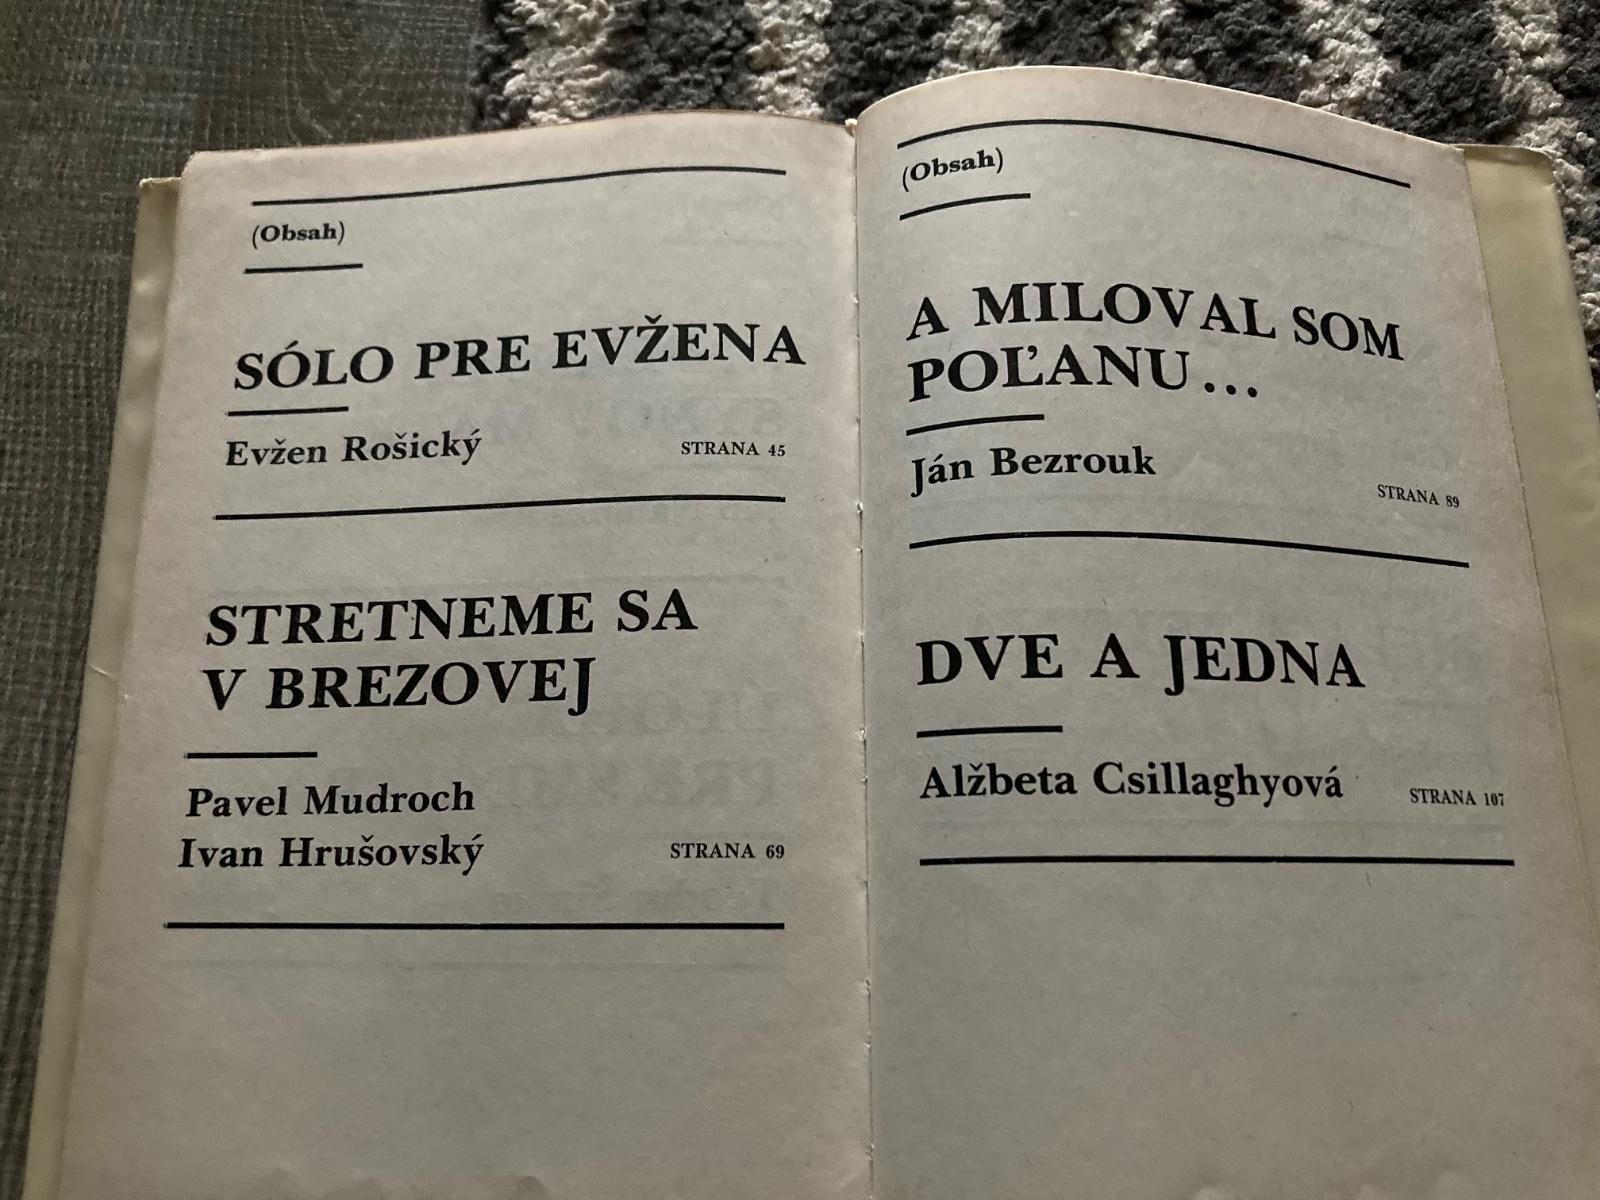 (Obsah)
SÓLO PRE EVŽENA
Evžen Rošický
STRANA 45
STRETNEME SA
V BREZOVEJ
Pavel Mudroch
Ivan Hrušovský
STRANA 69
(Obsah)
A MILOVAL SOM
POĽANU...
Ján Bezrouk
STRANA 89
DVE A JEDNA
Alžbeta Csillaghyová
STRANA 107